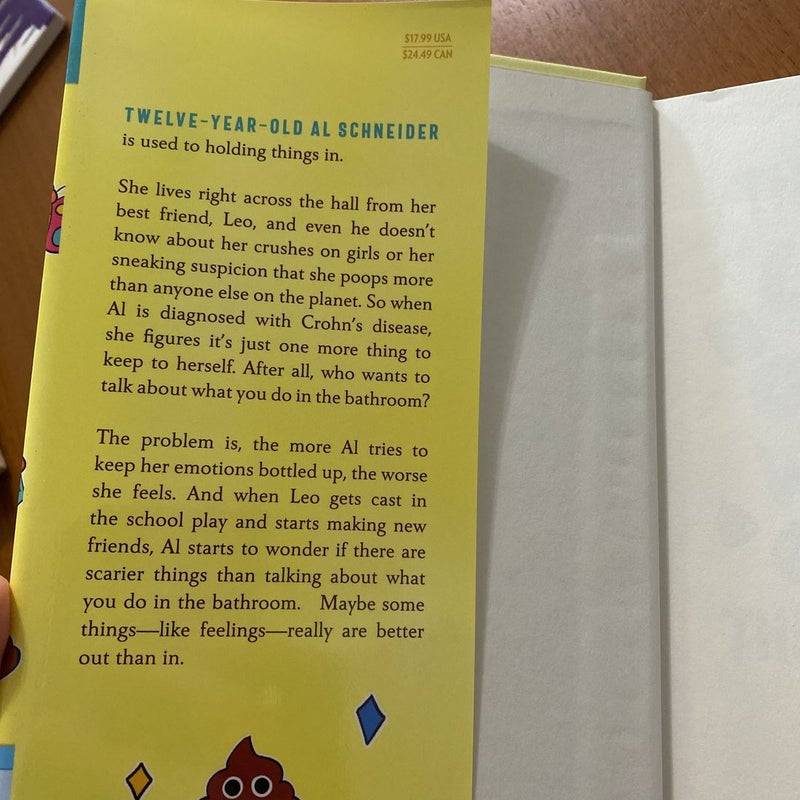 $17.99 USA
$24.49 CAN
TWELVE-YEAR-OLD AL SCHNEIDER
is used to holding things in.
She lives right across the hall from her
best friend, Leo, and even he doesn't
know about her crushes on girls or her
sneaking suspicion that she poops more
than anyone else on the planet. So when
Al is diagnosed with Crohn's disease,
she figures it's just one more thing to
keep to herself. After all, who wants to
talk about what you do in the bathroom?
The problem is, the more Al tries to
keep her emotions bottled up, the worse
she feels. And when Leo gets cast in
the school play and starts making new
friends, Al starts to wonder if there are
scarier things than talking about what
you do in the bathroom. Maybe some
things—like feelings—really are better
out than in.